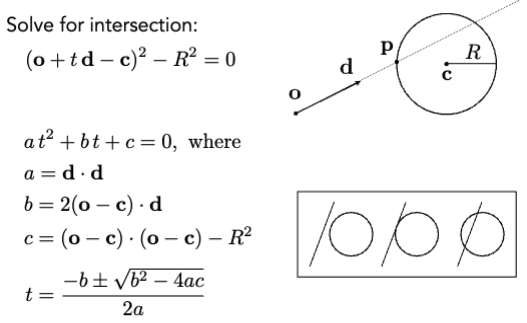 Solve for intersection:
(o + t d − c)² − R² = 0
a t² + b t + c = 0, where
a = d · d
b = 2(o − c) · d
c = (o − c) · (o − c) − R²
t = (−b ± √(b² − 4ac)) / 2a
o
d
p
c
R